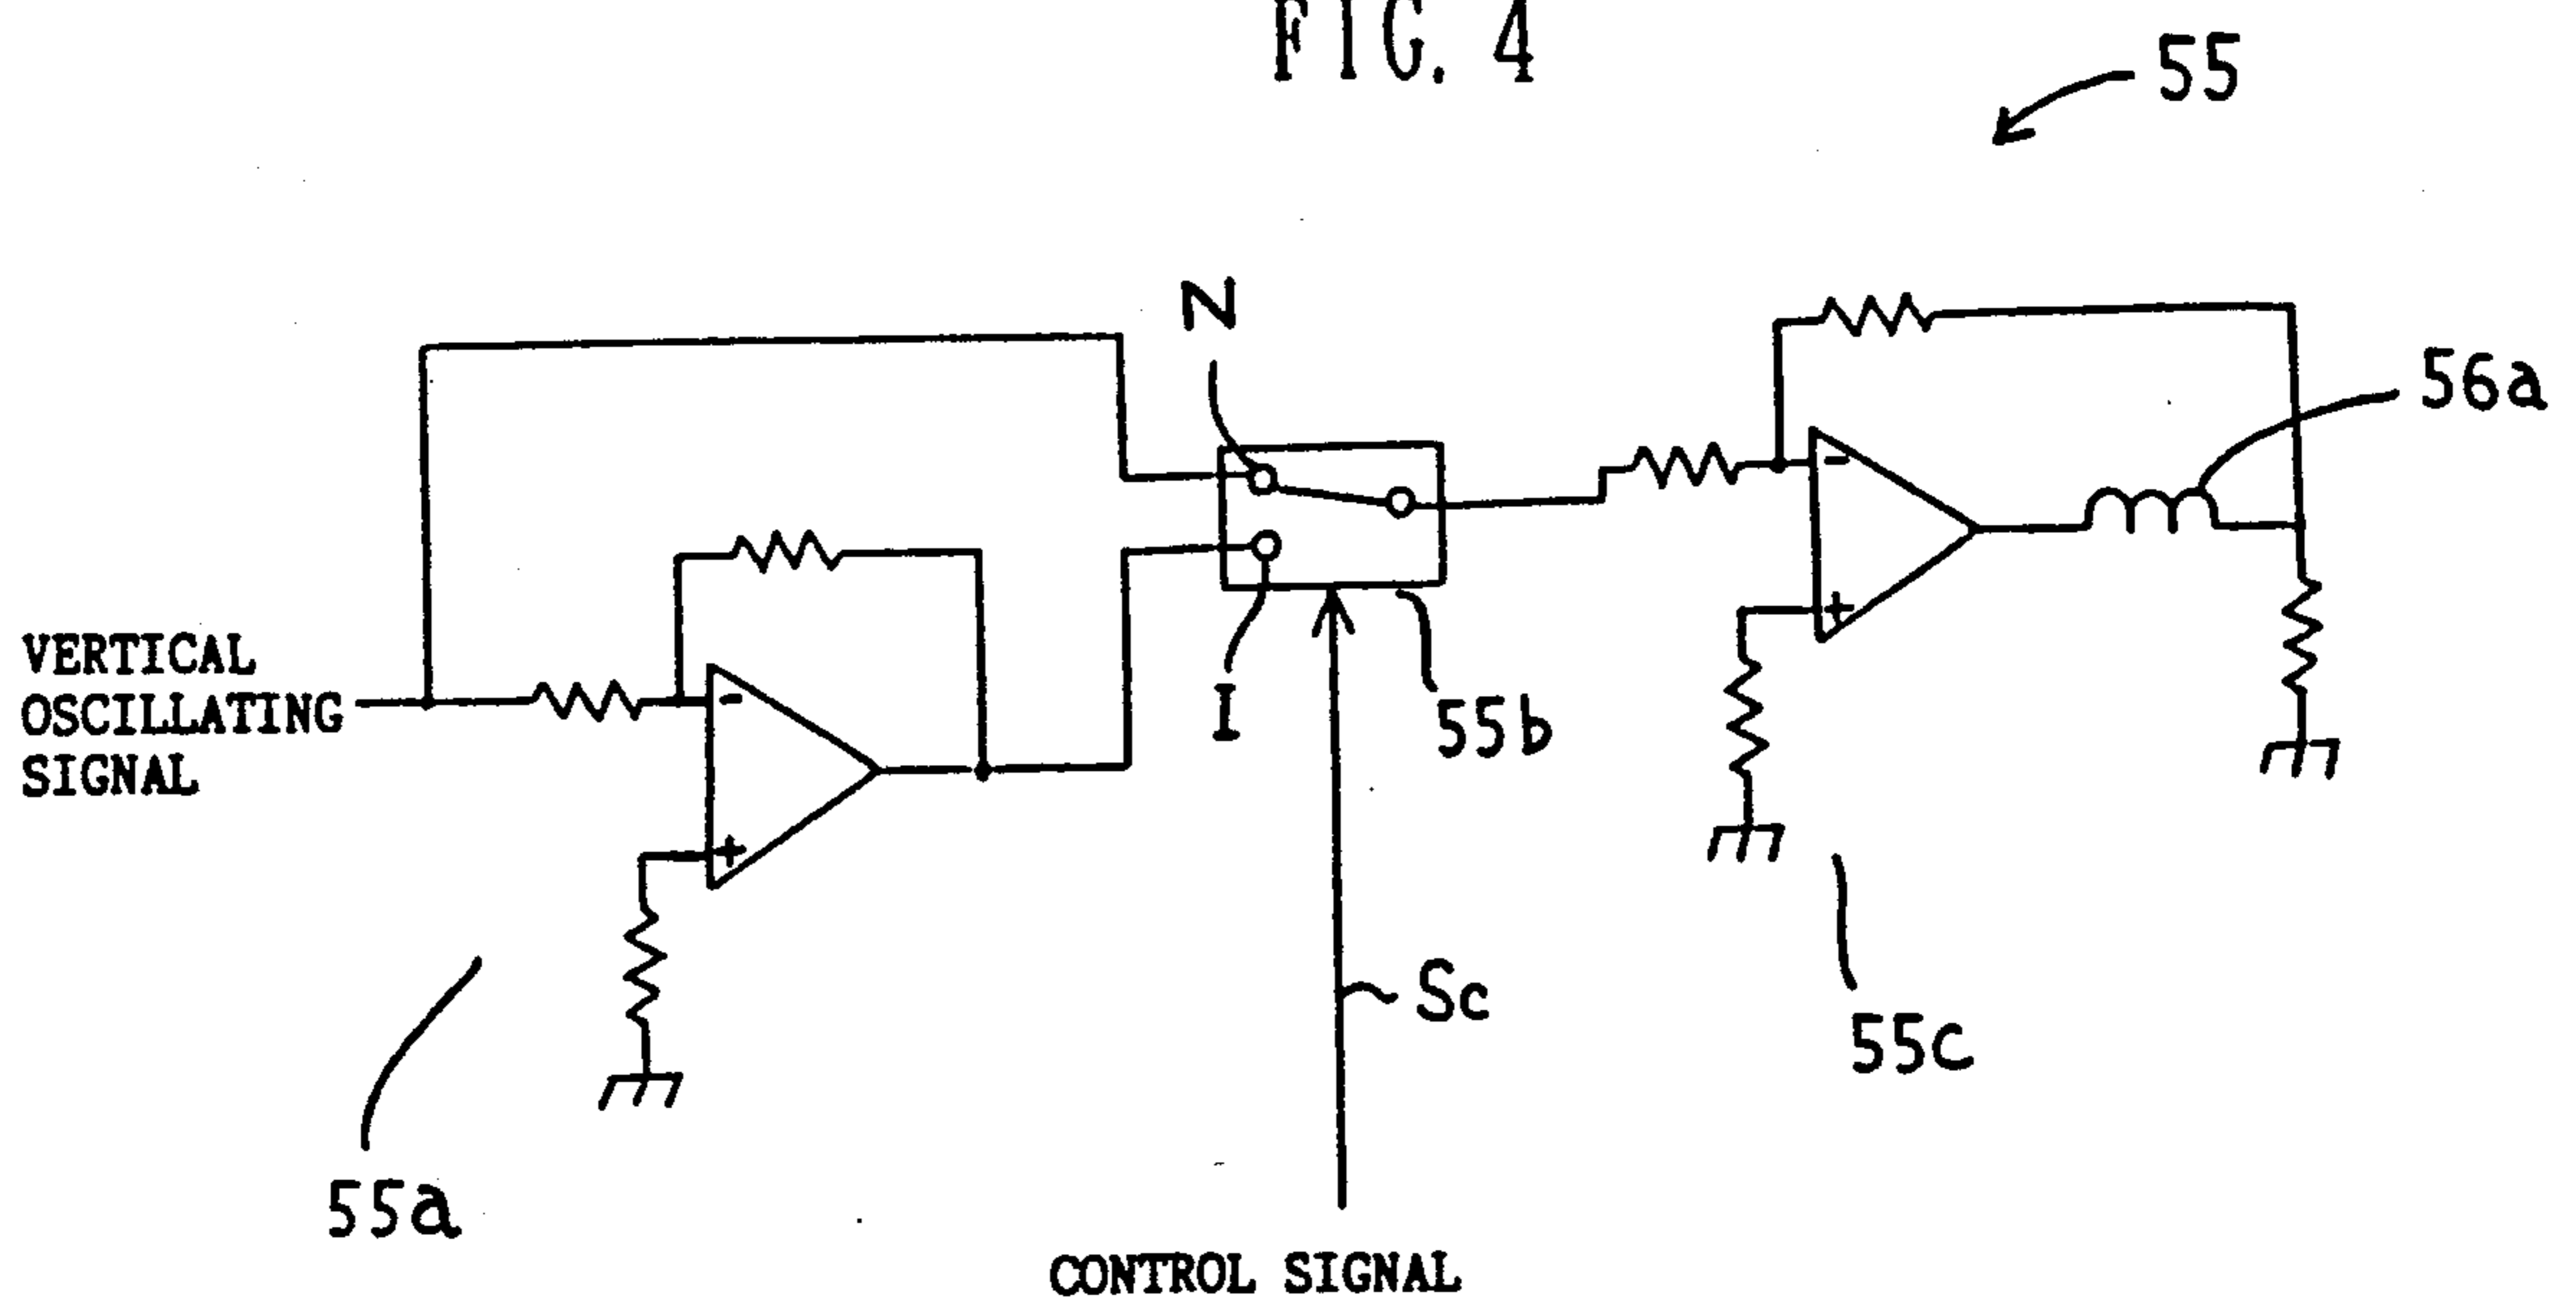 FIG. 4
55
N
56a
-
-
+
VERTICAL
OSCILLATING
SIGNAL
I
55b
+
Sc
55c
55a
CONTROL SIGNAL